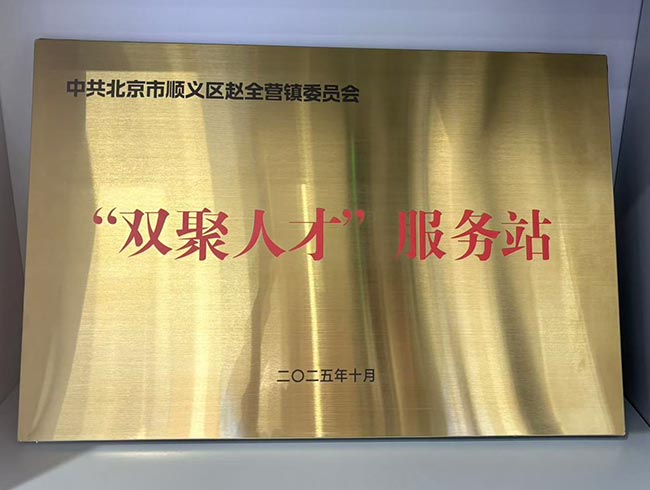 中共北京市顺义区赵全营镇委员会
“双聚人才”服务站
二〇二五年十月